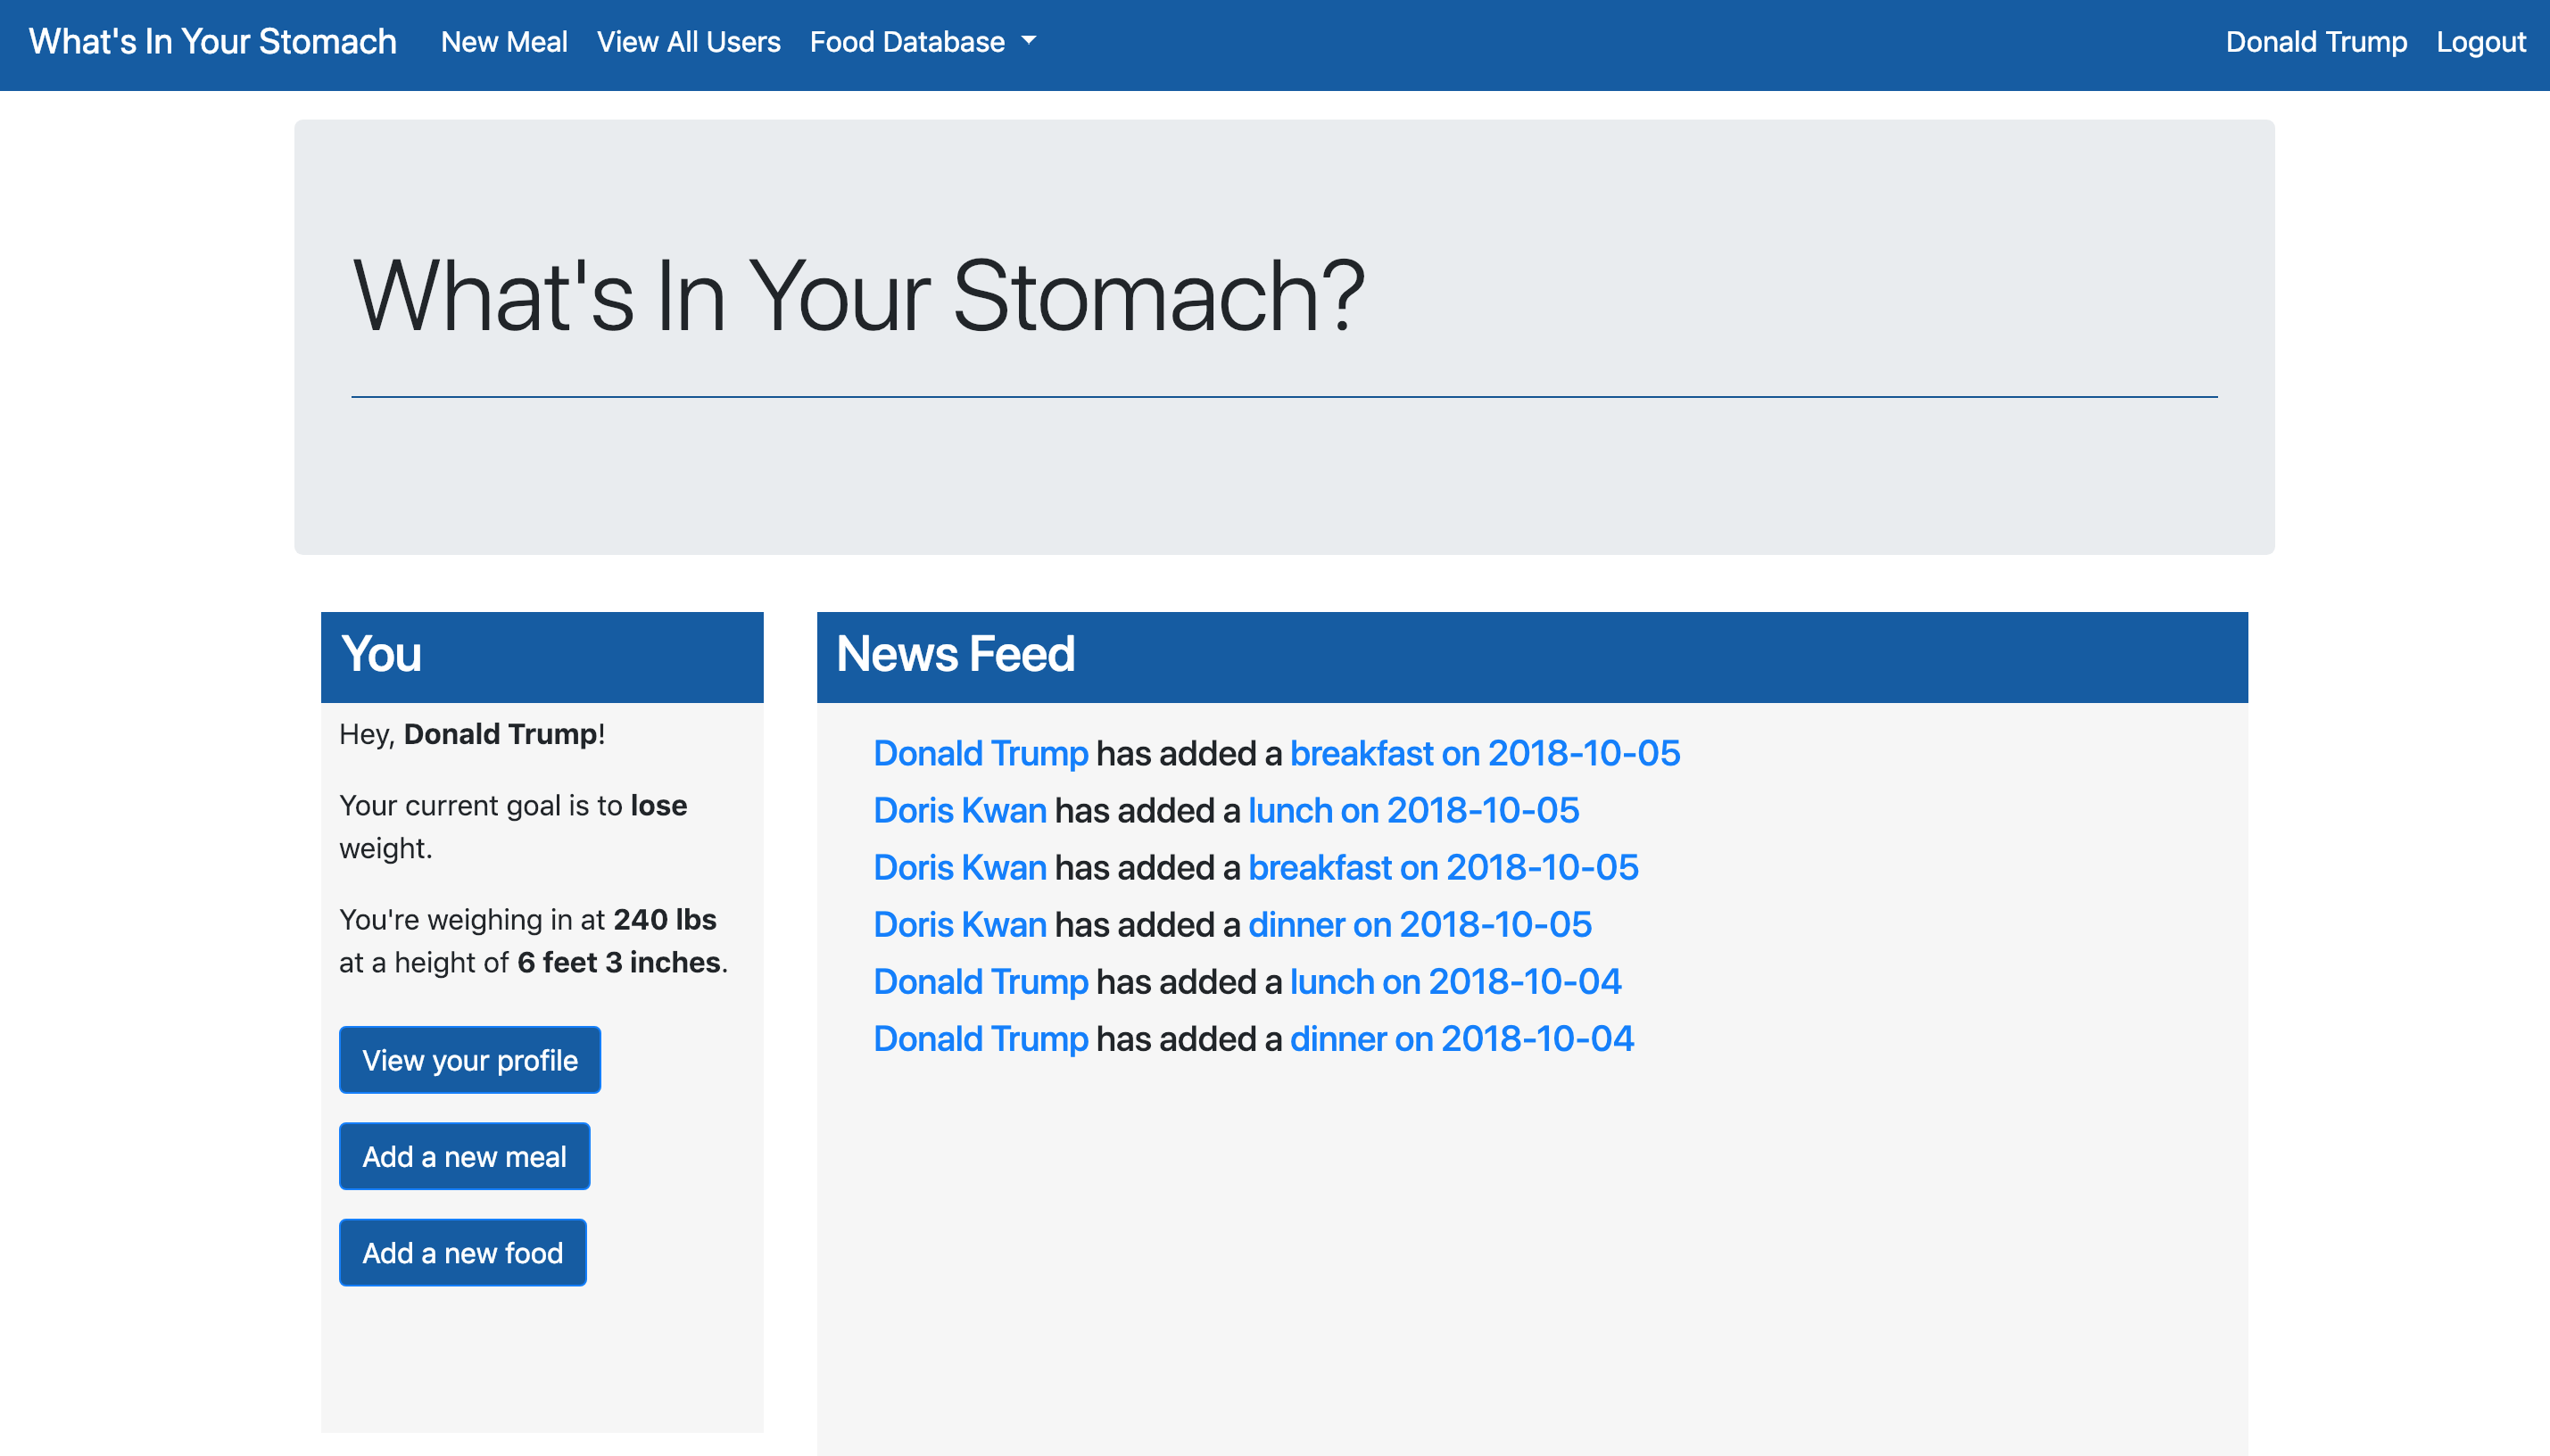 What's In Your Stomach New Meal View All Users Food Database Donald Trump Logout
What's In Your Stomach?
You
Hey, Donald Trump!
Your current goal is to lose
weight.
You're weighing in at 240 lbs
at a height of 6 feet 3 inches.
View your profile
Add a new meal
Add a new food
News Feed
Donald Trump has added a breakfast on 2018-10-05
Doris Kwan has added a lunch on 2018-10-05
Doris Kwan has added a breakfast on 2018-10-05
Doris Kwan has added a dinner on 2018-10-05
Donald Trump has added a lunch on 2018-10-04
Donald Trump has added a dinner on 2018-10-04